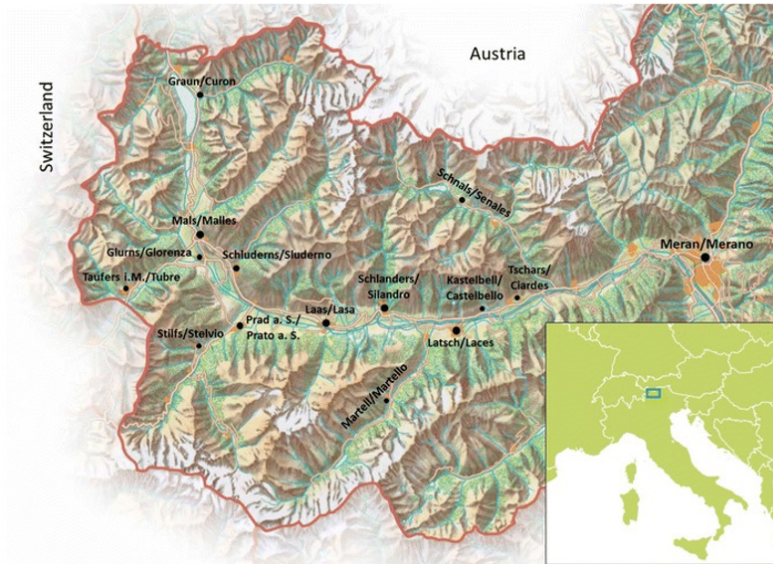 Austria
Switzerland
Graun/Curon
Schnals/Senales
Mals/Malles
Glurns/Glorenza
Schluderns/Sluderno
Meran/Merano
Taufers i.M./Tubre
Schlanders/
Silandro
Kastelbell/
Castelbello
Tschars/
Ciardes
Laas/Lasa
Prad a. S./
Prato a. S.
Stilfs/Stelvio
Latsch/Laces
Martell/Martello